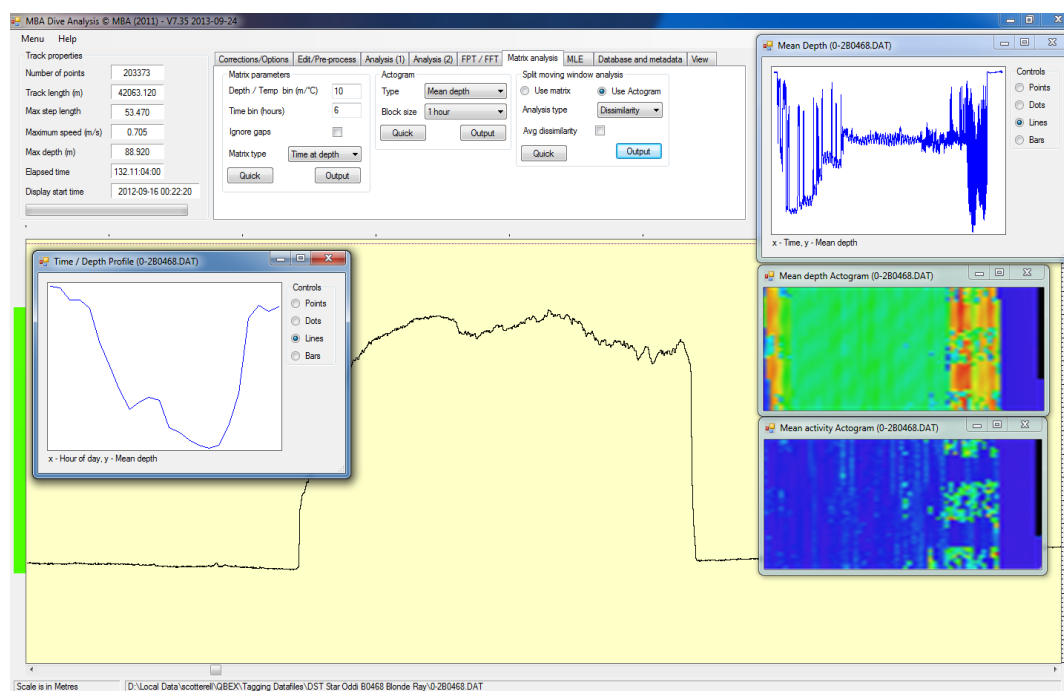 MBA Dive Analysis © MBA (2011) - V7.35 2013-09-24
Menu Help
Track properties
Number of points 203373
Track length (m) 42063.120
Max step length 53.470
Maximum speed (m/s) 0.705
Max depth (m) 88.920
Elapsed time 132.11:04:00
Display start time 2012-09-16 00:22:20
Corrections/Options Edit/Pre-process Analysis (1) Analysis (2) FPT / FFT Matrix analysis MLE Database and metadata View
Matrix parameters
Depth / Temp bin (m/°C) 10
Time bin (hours) 6
Ignore gaps
Matrix type Time at depth
Quick Output
Actogram
Type Mean depth
Block size 1 hour
Quick Output
Split moving window analysis
Use matrix Use Actogram
Analysis type Dissimilarity
Avg dissimilarity
Quick Output
Mean Depth (0-2B0468.DAT)
Controls
Points
Dots
Lines
Bars
x - Time, y - Mean depth
Time / Depth Profile (0-2B0468.DAT)
Controls
Points
Dots
Lines
Bars
x - Hour of day, y - Mean depth
Mean depth Actogram (0-2B0468.DAT)
Mean activity Actogram (0-2B0468.DAT)
Scale is in Metres D:\Local Data\scotterell\QBEX\Tagging Datafiles\DST Star Oddi B0468 Blonde Ray\0-2B0468.DAT